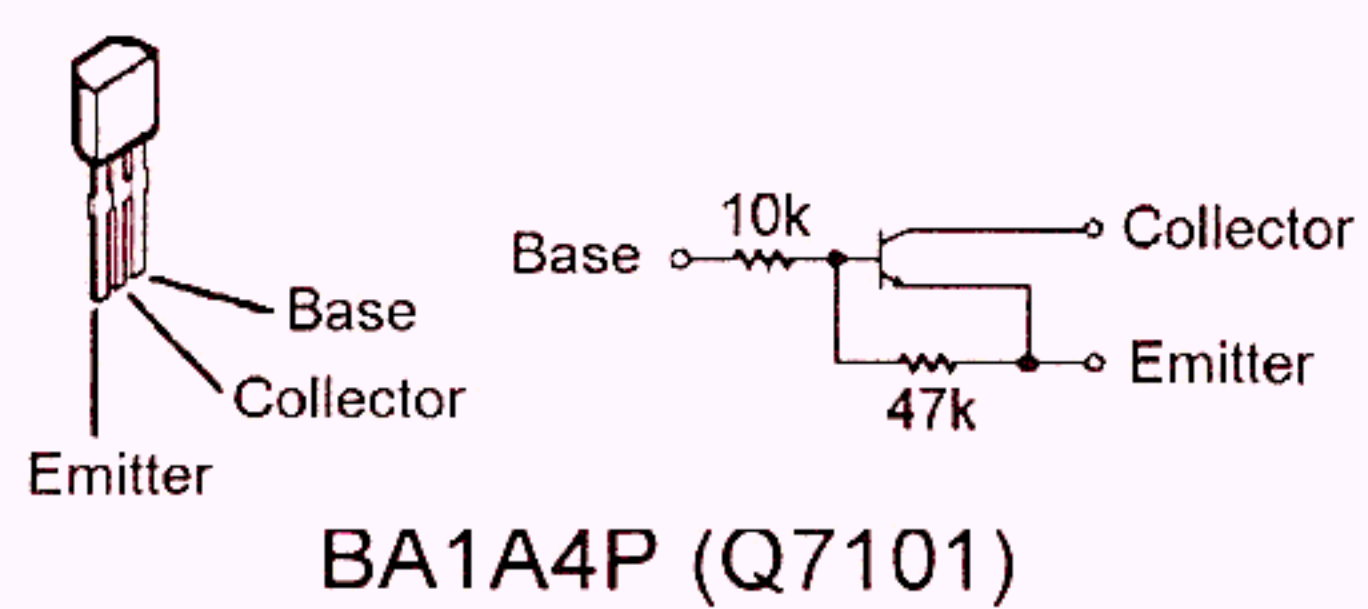 10k
Base
Collector
Base
Collector
Emitter
47k
Emitter
BA1A4P (Q7101)